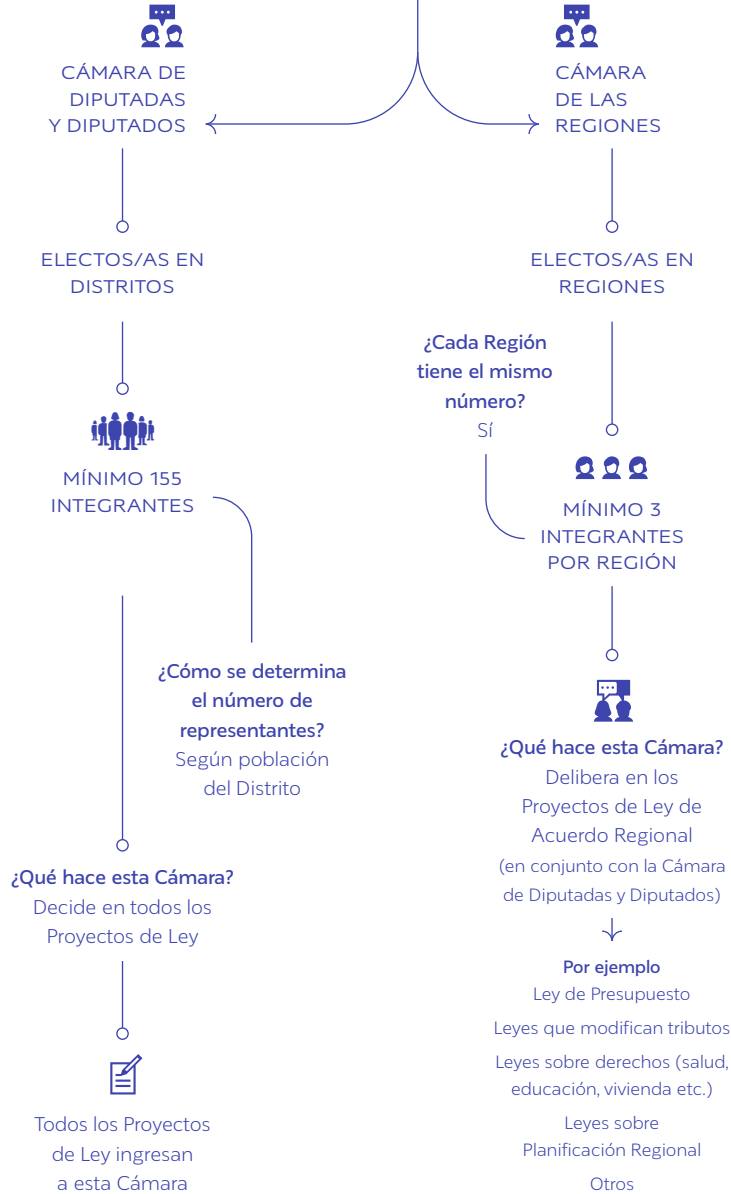 CÁMARA DE
DIPUTADAS
Y DIPUTADOS
ELECTOS/AS EN
DISTRITOS
MÍNIMO 155
INTEGRANTES
¿Cómo se determina
el número de
representantes?
Según población
del Distrito
¿Qué hace esta Cámara?
Decide en todos los
Proyectos de Ley
Todos los Proyectos
de Ley ingresan
a esta Cámara
CÁMARA
DE LAS
REGIONES
ELECTOS/AS EN
REGIONES
¿Cada Región
tiene el mismo
número?
Sí
MÍNIMO 3
INTEGRANTES
POR REGIÓN
¿Qué hace esta Cámara?
Delibera en los
Proyectos de Ley de
Acuerdo Regional
(en conjunto con la Cámara
de Diputadas y Diputados)
Por ejemplo
Ley de Presupuesto
Leyes que modifican tributos
Leyes sobre derechos (salud,
educación, vivienda etc.)
Leyes sobre
Planificación Regional
Otros